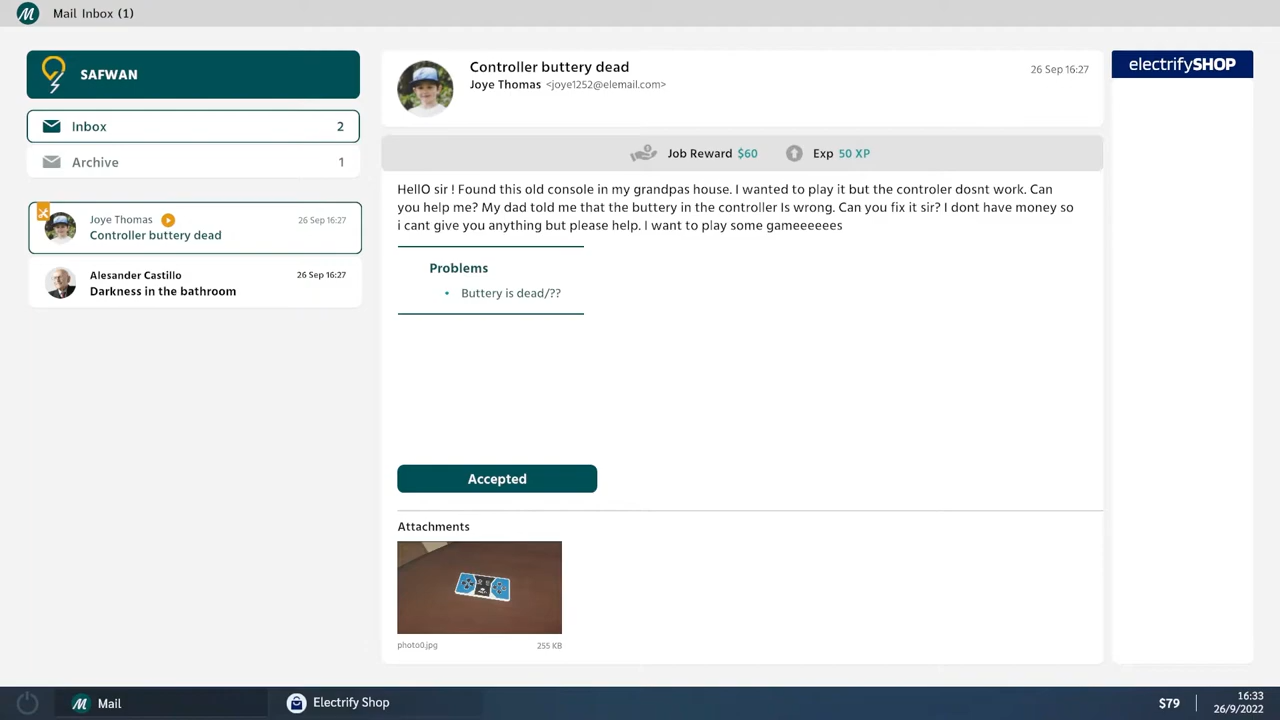 Mail Inbox (1)
SAFWAN
Inbox 2
Archive 1
Joye Thomas 26 Sep 16:27
Controller buttery dead
Alesander Castillo 26 Sep 16:27
Darkness in the bathroom
Controller buttery dead
Joye Thomas <joye1252@elemail.com>
26 Sep 16:27
Job Reward $60 Exp 50 XP
HellO sir ! Found this old console in my grandpas house. I wanted to play it but the controler dosnt work. Can
you help me? My dad told me that the buttery in the controller Is wrong. Can you fix it sir? I dont have money so
i cant give you anything but please help. I want to play some gameeeeees
Problems
• Buttery is dead/??
Accepted
Attachments
photo0.jpg 255 KB
electrifySHOP
Mail
Electrify Shop
$79
16:33
26/9/2022